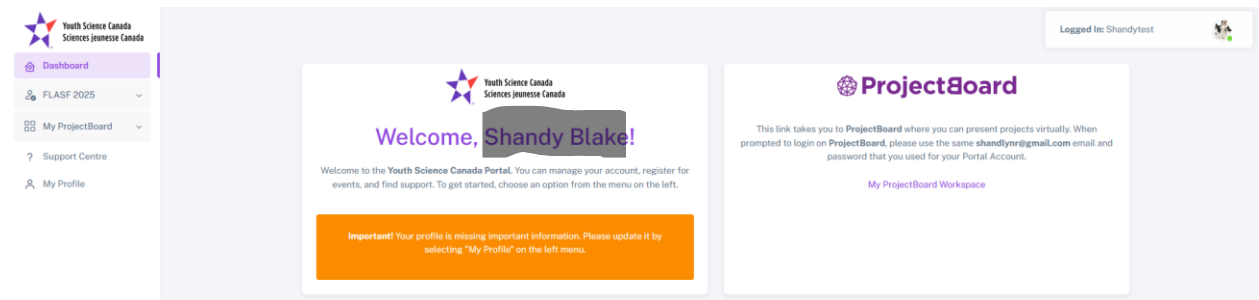 Youth Science Canada
Sciences jeunesse Canada
Dashboard
FLASF 2025
My ProjectBoard
? Support Centre
My Profile
Logged In: Shandytest
Youth Science Canada
Sciences jeunesse Canada
Welcome, Shandy Blake!
Welcome to the Youth Science Canada Portal. You can manage your account, register for
events, and find support. To get started, choose an option from the menu on the left.
Important! Your profile is missing important information. Please update it by
selecting "My Profile" on the left menu.
ProjectBoard
This link takes you to ProjectBoard where you can present projects virtually. When
prompted to login on ProjectBoard, please use the same shandlynr@gmail.com email and
password that you used for your Portal Account.
My ProjectBoard Workspace